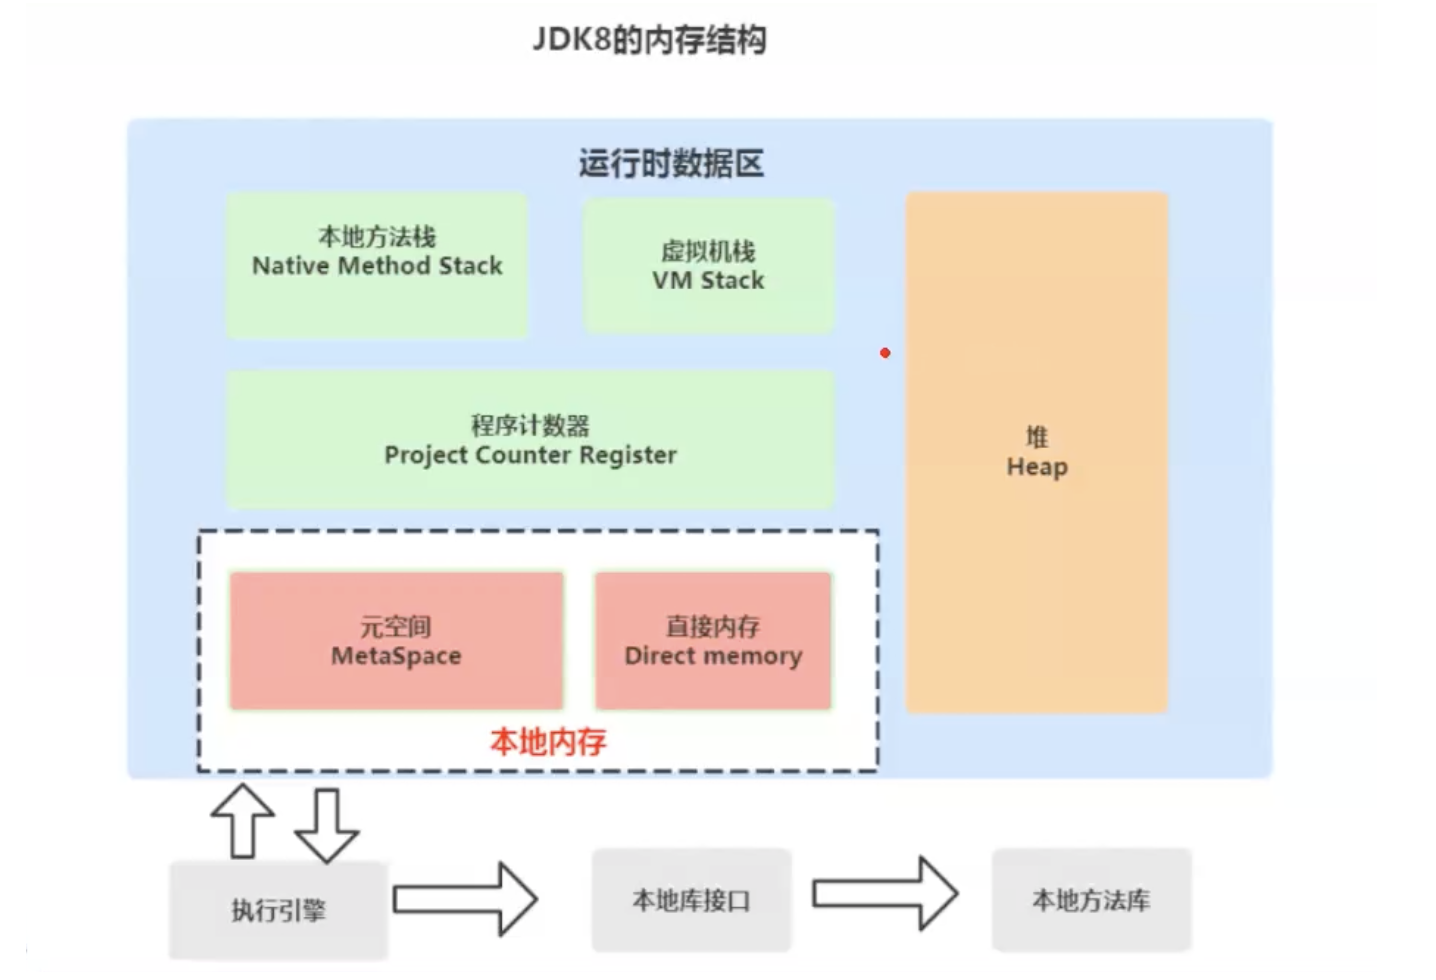 JDK8的内存结构
运行时数据区
本地方法栈
Native Method Stack
虚拟机栈
VM Stack
程序计数器
Project Counter Register
堆
Heap
元空间
MetaSpace
直接内存
Direct memory
本地内存
执行引擎
本地库接口
本地方法库